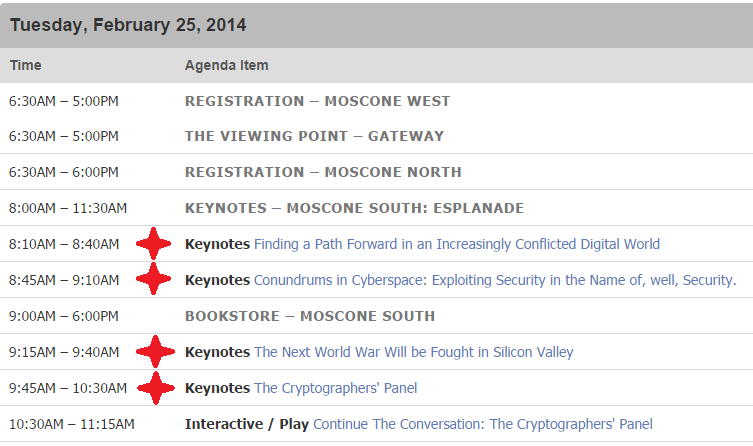 Tuesday, February 25, 2014
Time Agenda Item
6:30AM – 5:00PM REGISTRATION – MOSCONE WEST
6:30AM – 5:00PM THE VIEWING POINT – GATEWAY
6:30AM – 6:00PM REGISTRATION – MOSCONE NORTH
8:00AM – 11:30AM KEYNOTES – MOSCONE SOUTH: ESPLANADE
8:10AM – 8:40AM Keynotes Finding a Path Forward in an Increasingly Conflicted Digital World
8:45AM – 9:10AM Keynotes Conundrums in Cyberspace: Exploiting Security in the Name of, well, Security.
9:00AM – 6:00PM BOOKSTORE – MOSCONE SOUTH
9:15AM – 9:40AM Keynotes The Next World War Will be Fought in Silicon Valley
9:45AM – 10:30AM Keynotes The Cryptographers' Panel
10:30AM – 11:15AM Interactive / Play Continue The Conversation: The Cryptographers' Panel